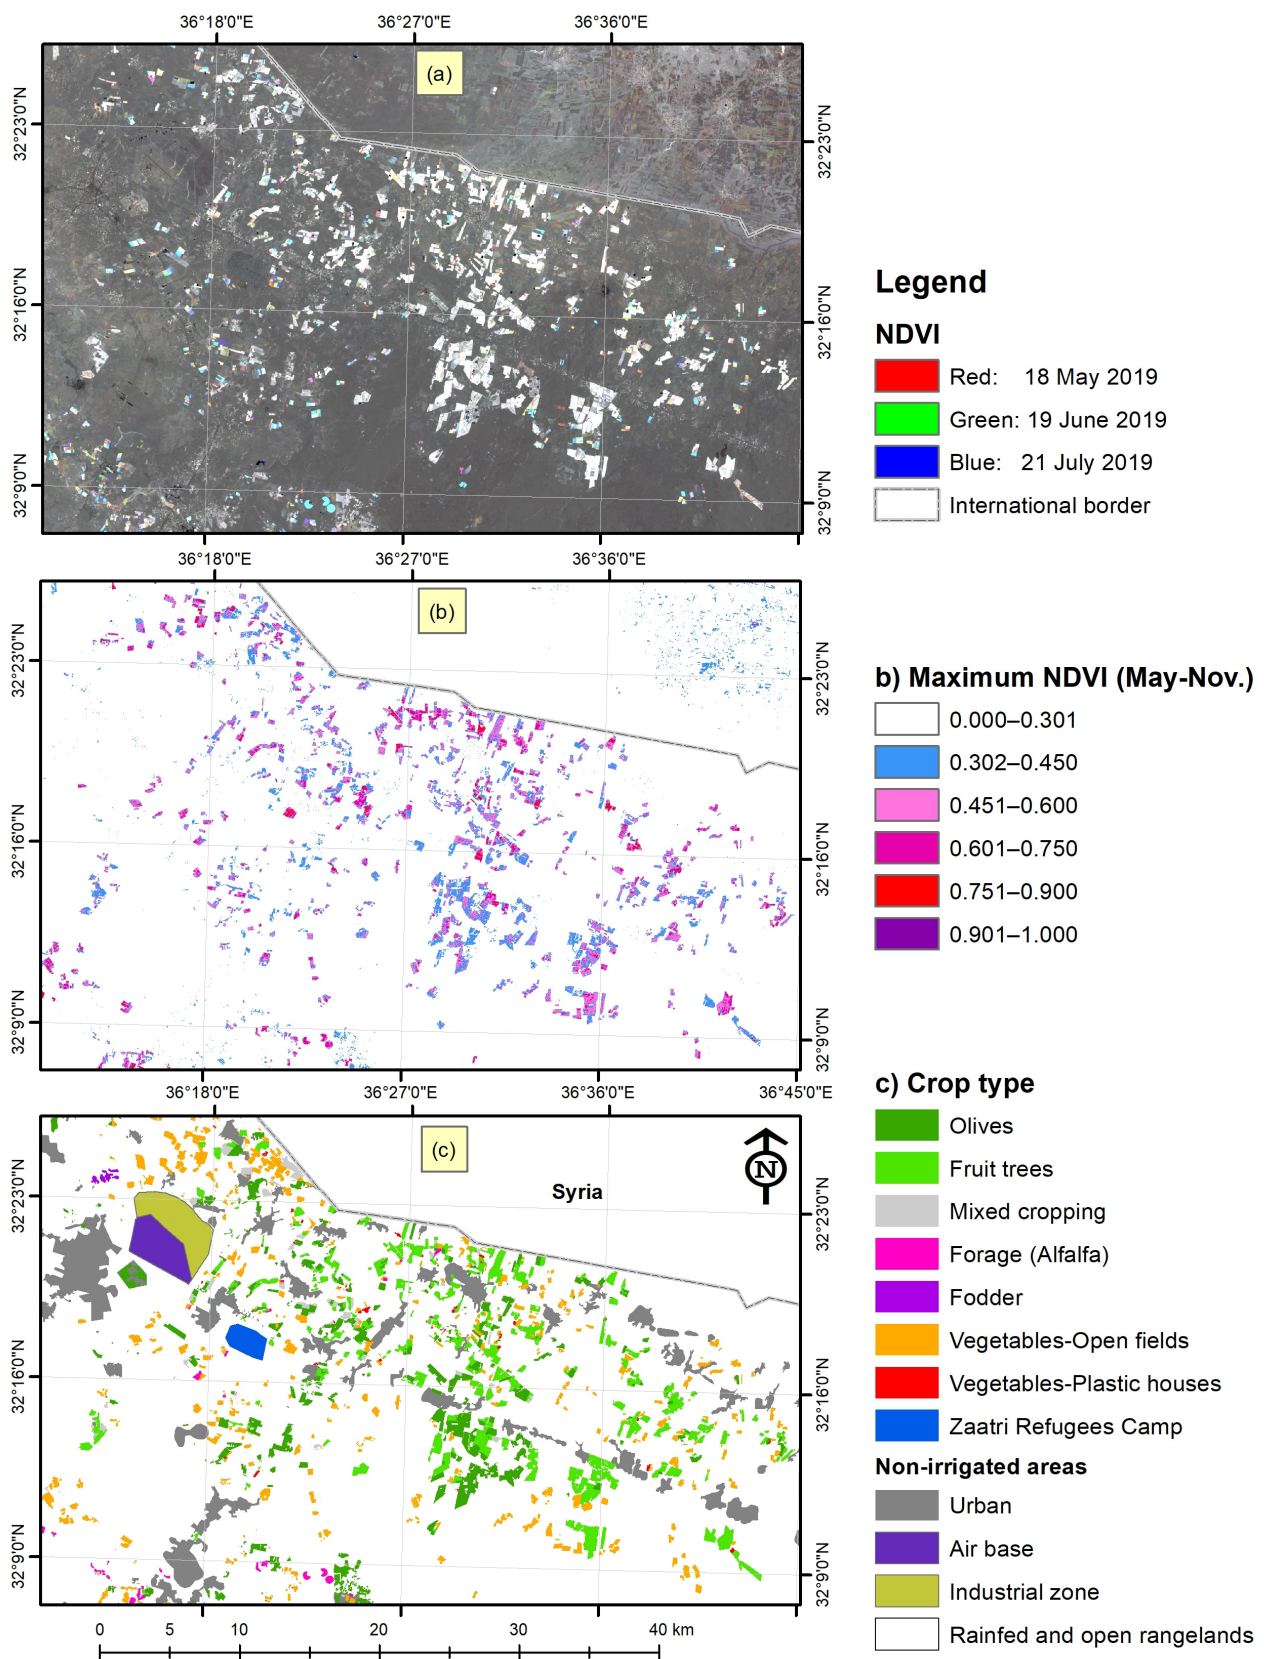 36°18'0"E 36°27'0"E 36°36'0"E
(a)
32°23'0"N 32°23'0"N
32°16'0"N 32°16'0"N
32°9'0"N 32°9'0"N
36°18'0"E 36°27'0"E 36°36'0"E
(b)
32°23'0"N 32°23'0"N
32°16'0"N 32°16'0"N
32°9'0"N 32°9'0"N
36°18'0"E 36°27'0"E 36°36'0"E 36°45'0"E
(c)
N
Syria
32°23'0"N 32°23'0"N
32°16'0"N 32°16'0"N
32°9'0"N 32°9'0"N
0 5 10 20 30 40 km
Legend
NDVI
Red: 18 May 2019
Green: 19 June 2019
Blue: 21 July 2019
International border
b) Maximum NDVI (May-Nov.)
0.000–0.301
0.302–0.450
0.451–0.600
0.601–0.750
0.751–0.900
0.901–1.000
c) Crop type
Olives
Fruit trees
Mixed cropping
Forage (Alfalfa)
Fodder
Vegetables-Open fields
Vegetables-Plastic houses
Zaatri Refugees Camp
Non-irrigated areas
Urban
Air base
Industrial zone
Rainfed and open rangelands